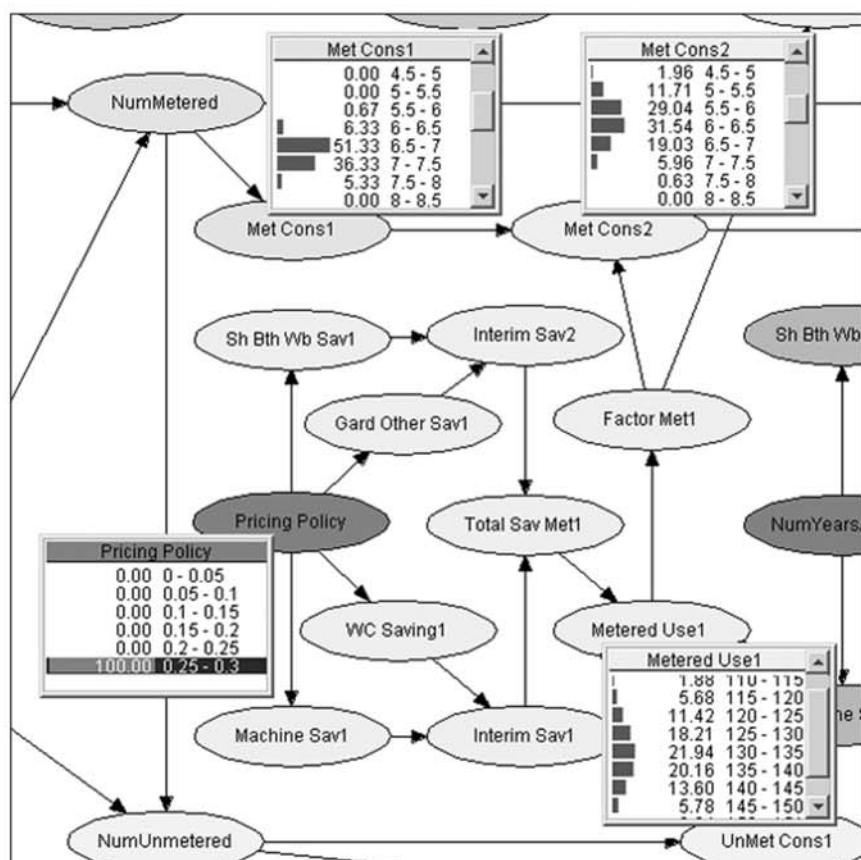 Met Cons1
0.00 4.5 - 5
0.00 5 - 5.5
0.67 5.5 - 6
6.33 6 - 6.5
51.33 6.5 - 7
36.33 7 - 7.5
5.33 7.5 - 8
0.00 8 - 8.5
Met Cons2
1.96 4.5 - 5
11.71 5 - 5.5
29.04 5.5 - 6
31.54 6 - 6.5
19.03 6.5 - 7
5.96 7 - 7.5
0.63 7.5 - 8
0.00 8 - 8.5
NumMetered
Met Cons1
Met Cons2
Sh Bth Wb Sav1
Interim Sav2
Sh Bth Wb
Gard Other Sav1
Factor Met1
Pricing Policy
Total Sav Met1
NumYears
Pricing Policy
0.00 0 - 0.05
0.00 0.05 - 0.1
0.00 0.1 - 0.15
0.00 0.15 - 0.2
0.00 0.2 - 0.25
100.00 0.25 - 0.3
WC Saving1
Metered Use1
Metered Use1
1.88 110 - 115
5.68 115 - 120
11.42 120 - 125
18.21 125 - 130
21.94 130 - 135
20.16 135 - 140
13.60 140 - 145
5.78 145 - 150
Machine Sav1
Interim Sav1
ne S
NumUnmetered
UnMet Cons1